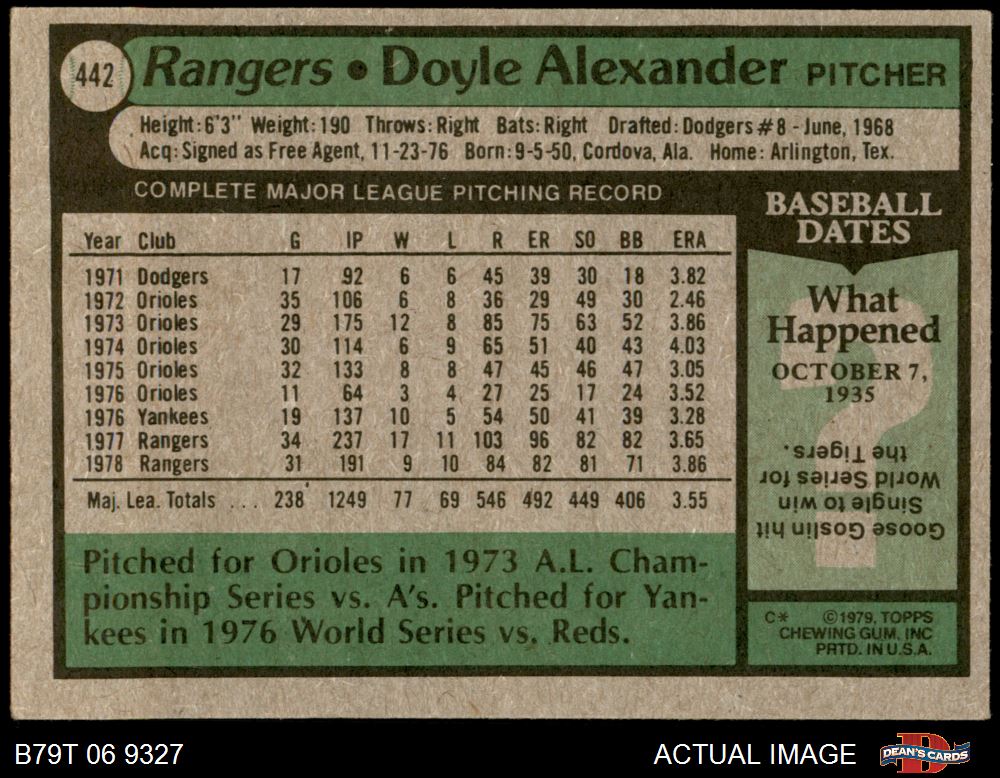 442 Rangers • Doyle Alexander PITCHER
Height: 6'3" Weight: 190 Throws: Right Bats: Right Drafted: Dodgers #8 - June, 1968
Acq: Signed as Free Agent, 11-23-76 Born: 9-5-50, Cordova, Ala. Home: Arlington, Tex.
COMPLETE MAJOR LEAGUE PITCHING RECORD
Year Club G IP W L R ER SO BB ERA
1971 Dodgers 17 92 6 6 45 39 30 18 3.82
1972 Orioles 35 106 6 8 36 29 49 30 2.46
1973 Orioles 29 175 12 8 85 75 63 52 3.86
1974 Orioles 30 114 6 9 65 51 40 43 4.03
1975 Orioles 32 133 8 8 47 45 46 47 3.05
1976 Orioles 11 64 3 4 27 25 17 24 3.52
1976 Yankees 19 137 10 5 54 50 41 39 3.28
1977 Rangers 34 237 17 11 103 96 82 82 3.65
1978 Rangers 31 191 9 10 84 82 81 71 3.86
Maj. Lea. Totals . . . 238 1249 77 69 546 492 449 406 3.55
Pitched for Orioles in 1973 A.L. Cham-
pionship Series vs. A's. Pitched for Yan-
kees in 1976 World Series vs. Reds.
BASEBALL
DATES
What
Happened
OCTOBER 7,
1935
Goose Goslin hit
Single to win
World Series for
the Tigers.
C* ©1979, TOPPS
CHEWING GUM, INC
PRTD. IN U.S.A.
B79T 06 9327
ACTUAL IMAGE
DEAN'S CARDS